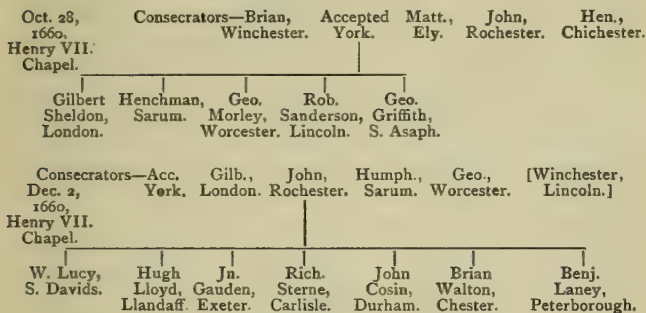 Oct. 28, Consecrators—Brian, Accepted Matt., John, Hen.,
1660, Winchester. York. Ely. Rochester. Chichester.
Henry VII.
Chapel.
Gilbert Henchman, Geo. Rob. Geo.
Sheldon, Sarum. Morley, Sanderson, Griffith,
London. Worcester. Lincoln. S. Asaph.
Consecrators—Acc. Gilb., John, Humph., Geo., [Winchester,
Dec. 2, York. London. Rochester. Sarum. Worcester. Lincoln.]
1660,
Henry VII.
Chapel.
W. Lucy, Hugh Jn. Rich. John Brian Benj.
S. Davids. Lloyd, Gauden, Sterne, Cosin, Walton, Laney,
Llandaff. Exeter. Carlisle. Durham. Chester. Peterborough.